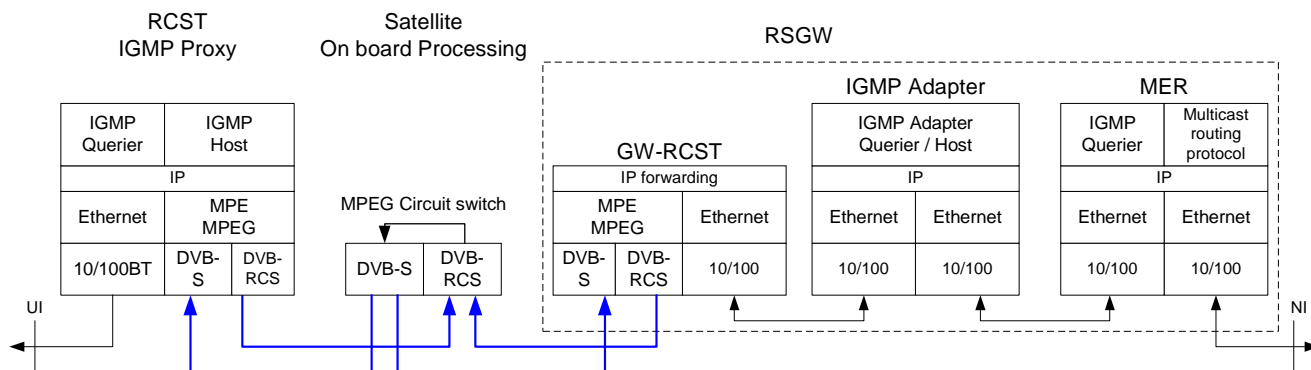 RCST
IGMP Proxy
Satellite
On board Processing
RSGW
IGMP Adapter
MER
GW-RCST
IGMP
Querier
IGMP
Host
IP
Ethernet
MPE
MPEG
10/100BT
DVB-
S
DVB-
RCS
MPEG Circuit switch
DVB-S
DVB-
RCS
IP forwarding
MPE
MPEG
Ethernet
DVB-
S
DVB-
RCS
10/100
IGMP Adapter
Querier / Host
IP
Ethernet
Ethernet
10/100
10/100
IGMP
Querier
Multicast
routing
protocol
IP
Ethernet
Ethernet
10/100
10/100
UI
NI